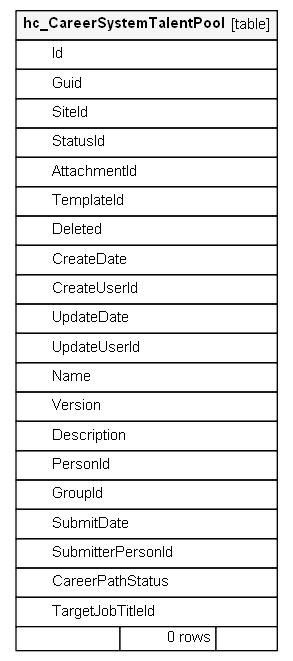 hc_CareerSystemTalentPool [table]
Id
Guid
SiteId
StatusId
AttachmentId
TemplateId
Deleted
CreateDate
CreateUserId
UpdateDate
UpdateUserId
Name
Version
Description
PersonId
GroupId
SubmitDate
SubmitterPersonId
CareerPathStatus
TargetJobTitleId
0 rows